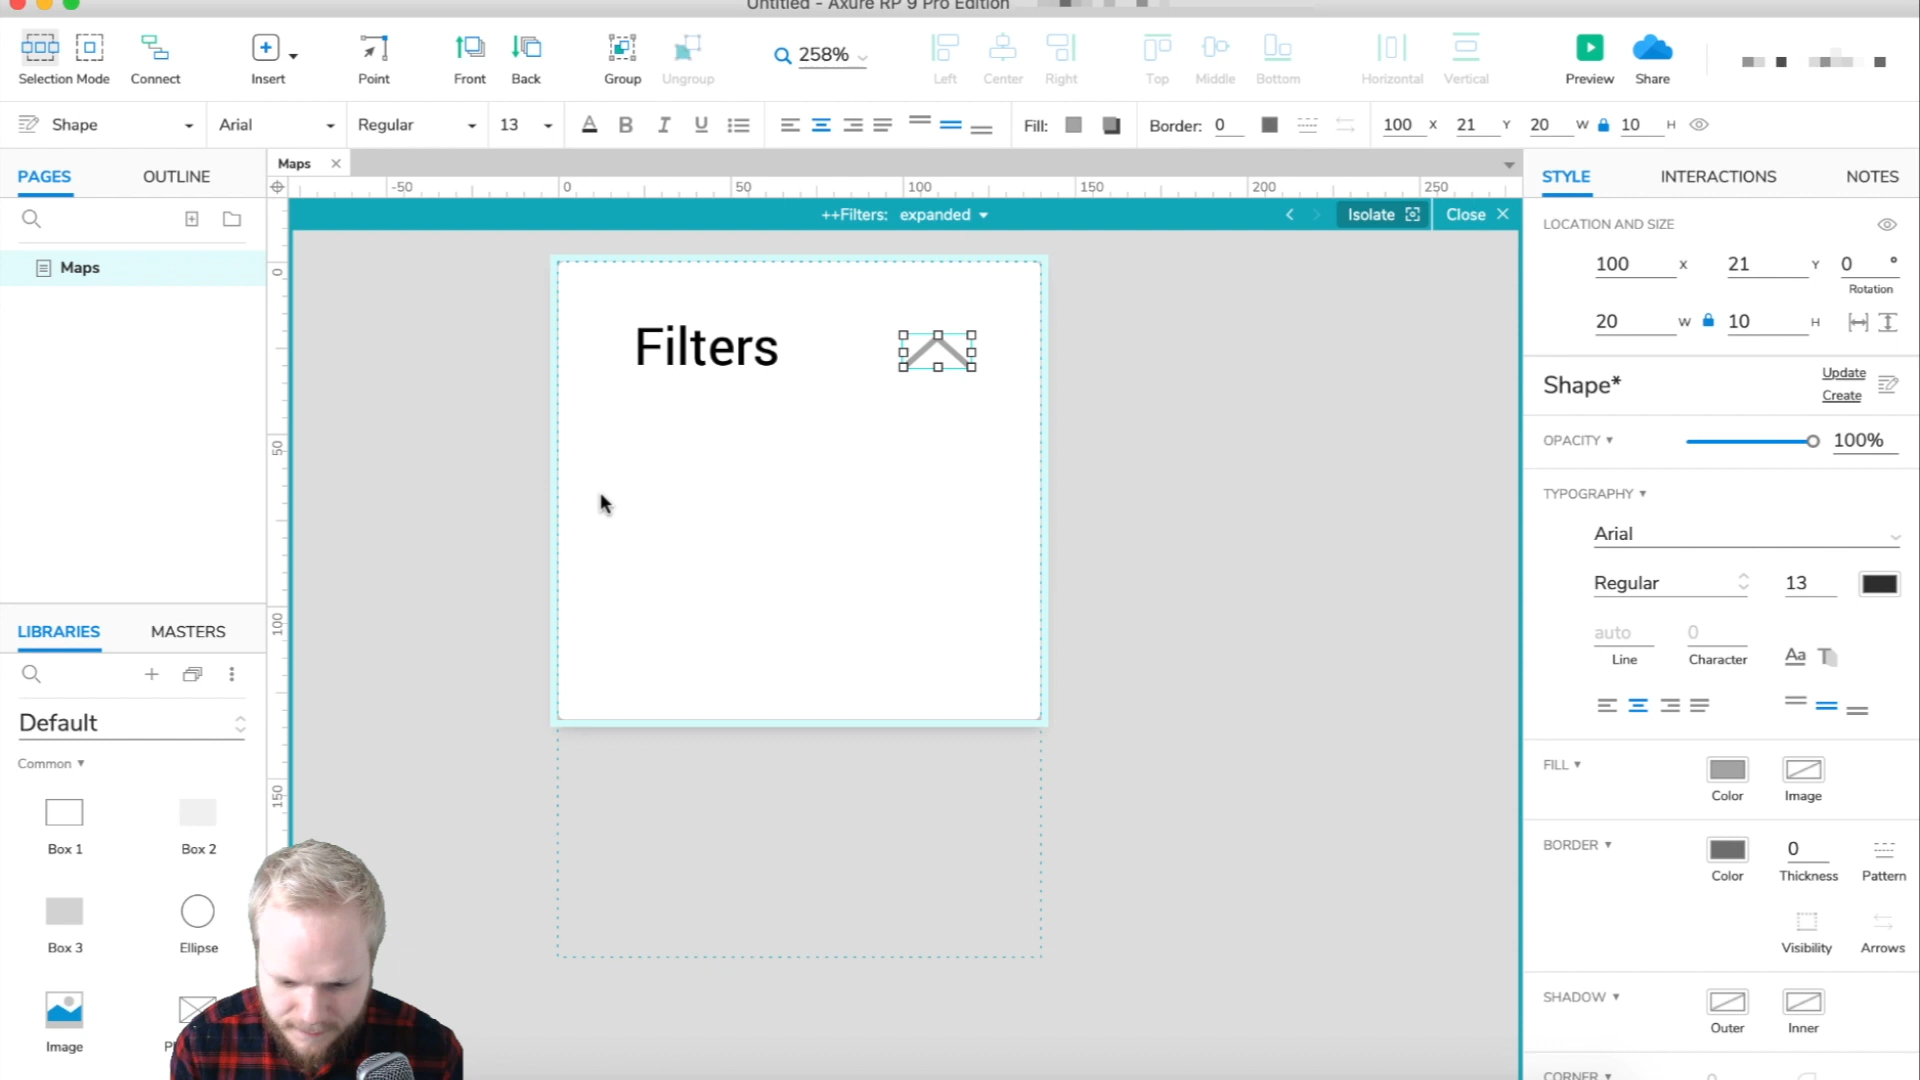 Untitled - Axure RP 9 Pro Edition
Selection Mode
Connect
Insert
Point
Front
Back
Group
Ungroup
258%
Left
Center
Right
Top
Middle
Bottom
Horizontal
Vertical
Preview
Share
Shape
Arial
Regular
13
Fill:
Border: 0
100 X 21 Y 20 W 10 H
PAGES
OUTLINE
Maps
Maps
-50 0 50 100 150 200 250
0
50
100
150
++Filters: expanded
Isolate
Close
Filters
LIBRARIES
MASTERS
Default
Common
Box 1
Box 2
Box 3
Ellipse
Image
STYLE
INTERACTIONS
NOTES
LOCATION AND SIZE
100 X 21 Y 0 °
Rotation
20 W 10 H
Shape*
Update
Create
OPACITY
100%
TYPOGRAPHY
Arial
Regular
13
auto
0
Line
Character
Aa
FILL
Color
Image
BORDER
0
Color
Thickness
Pattern
Visibility
Arrows
SHADOW
Outer
Inner
CORNER